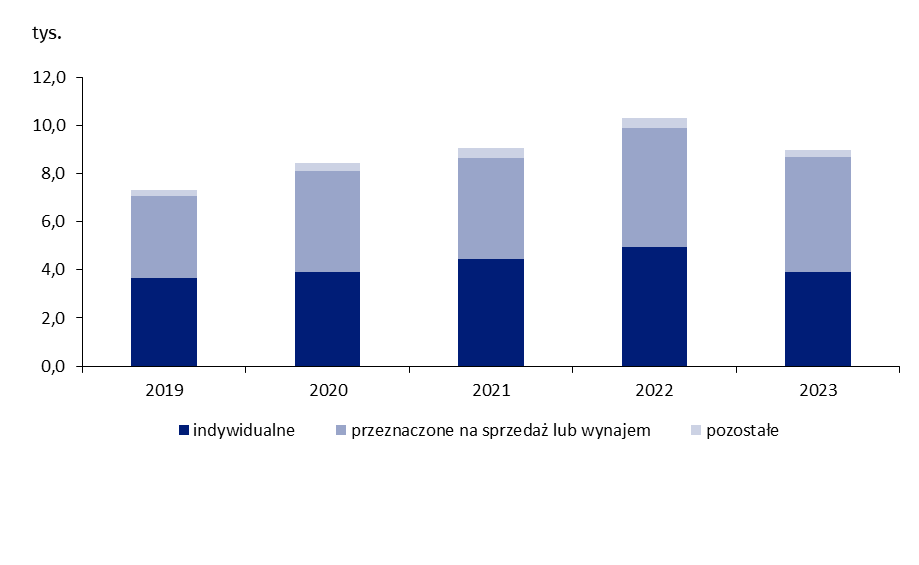 tys.
12,0
10,0
8,0
6,0
4,0
2,0
0,0
2019 2020 2021 2022 2023
indywidualne przeznaczone na sprzedaż lub wynajem pozostałe